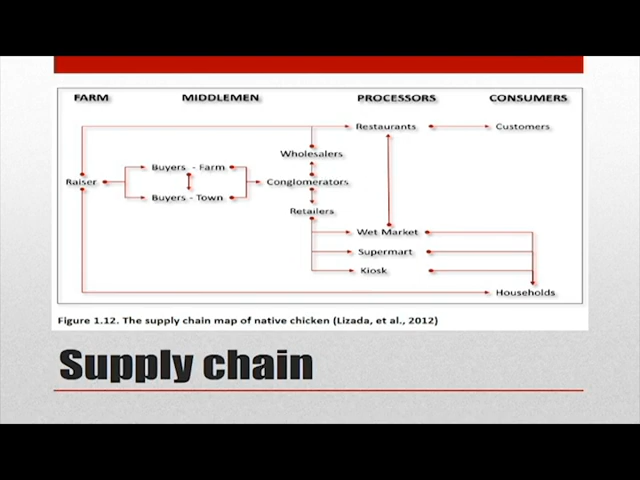 FARM MIDDLEMEN PROCESSORS CONSUMERS
Restaurants Customers
Wholesalers
Buyers - Farm
Raiser Conglomerators
Buyers - Town
Retailers
Wet Market
Supermart
Kiosk
Households
Figure 1.12. The supply chain map of native chicken (Lizada, et al., 2012)
Supply chain